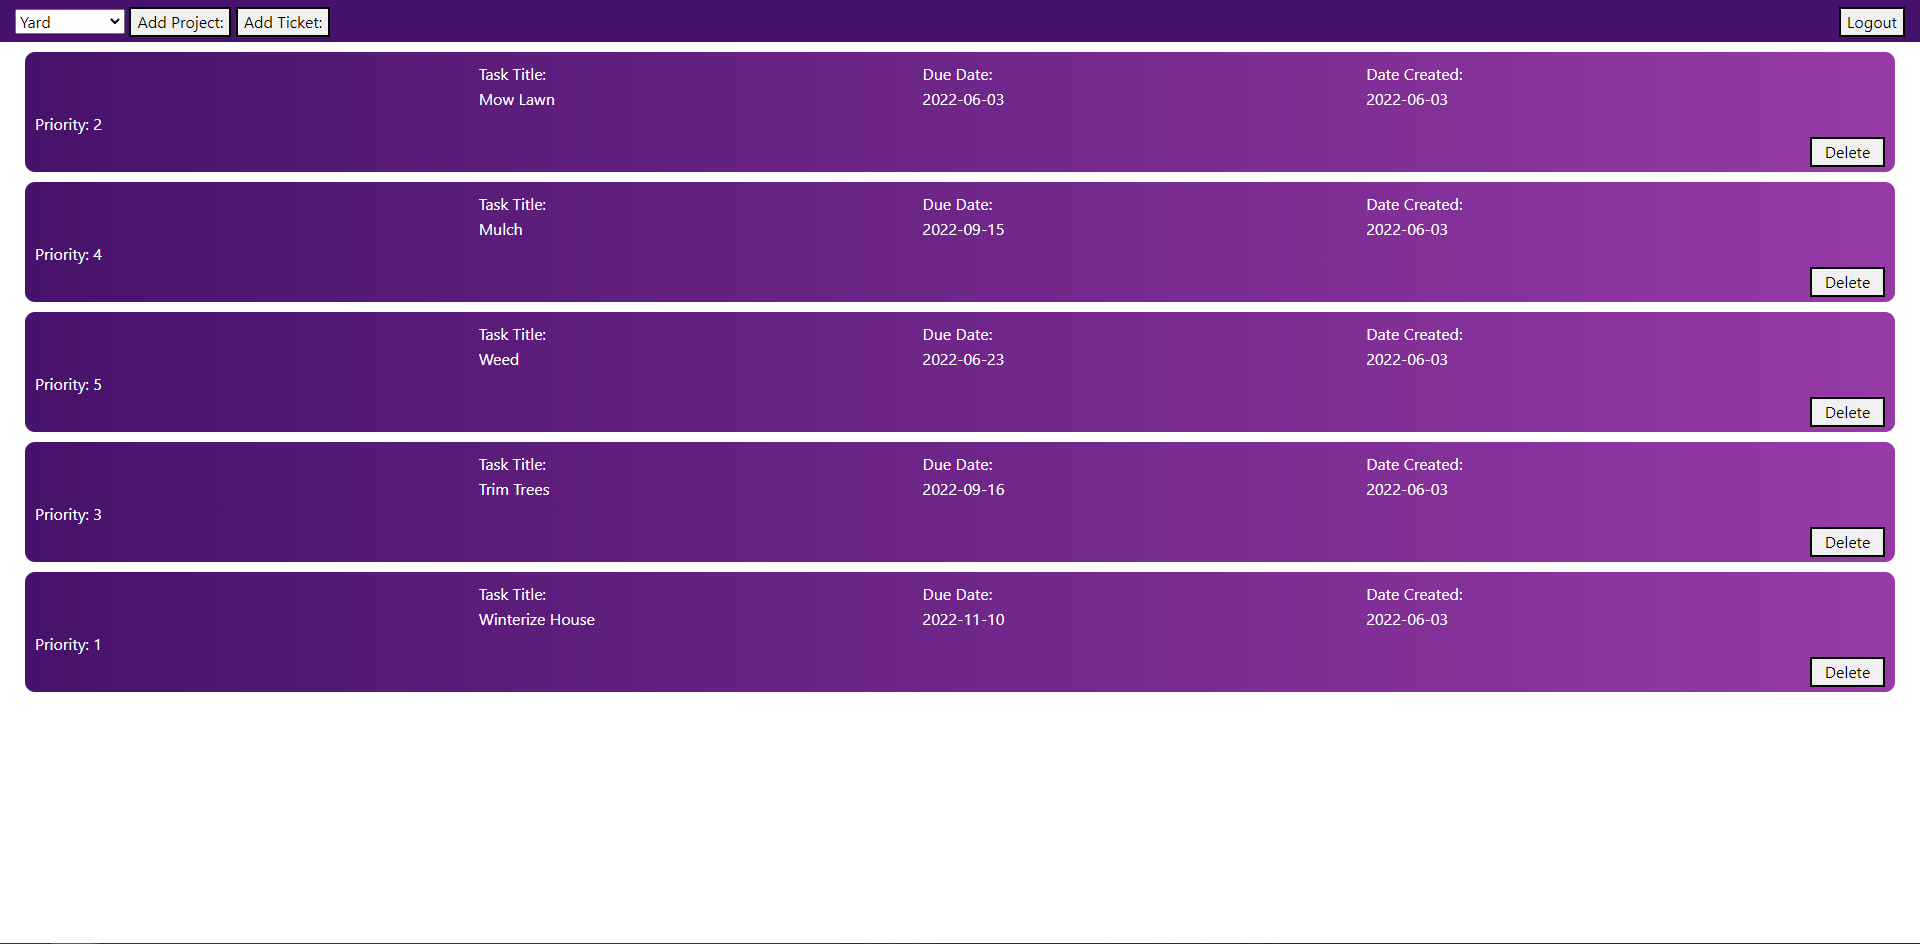 Yard Add Project: Add Ticket: Logout
Task Title: Due Date: Date Created:
Mow Lawn 2022-06-03 2022-06-03
Priority: 2
Delete
Task Title: Due Date: Date Created:
Mulch 2022-09-15 2022-06-03
Priority: 4
Delete
Task Title: Due Date: Date Created:
Weed 2022-06-23 2022-06-03
Priority: 5
Delete
Task Title: Due Date: Date Created:
Trim Trees 2022-09-16 2022-06-03
Priority: 3
Delete
Task Title: Due Date: Date Created:
Winterize House 2022-11-10 2022-06-03
Priority: 1
Delete